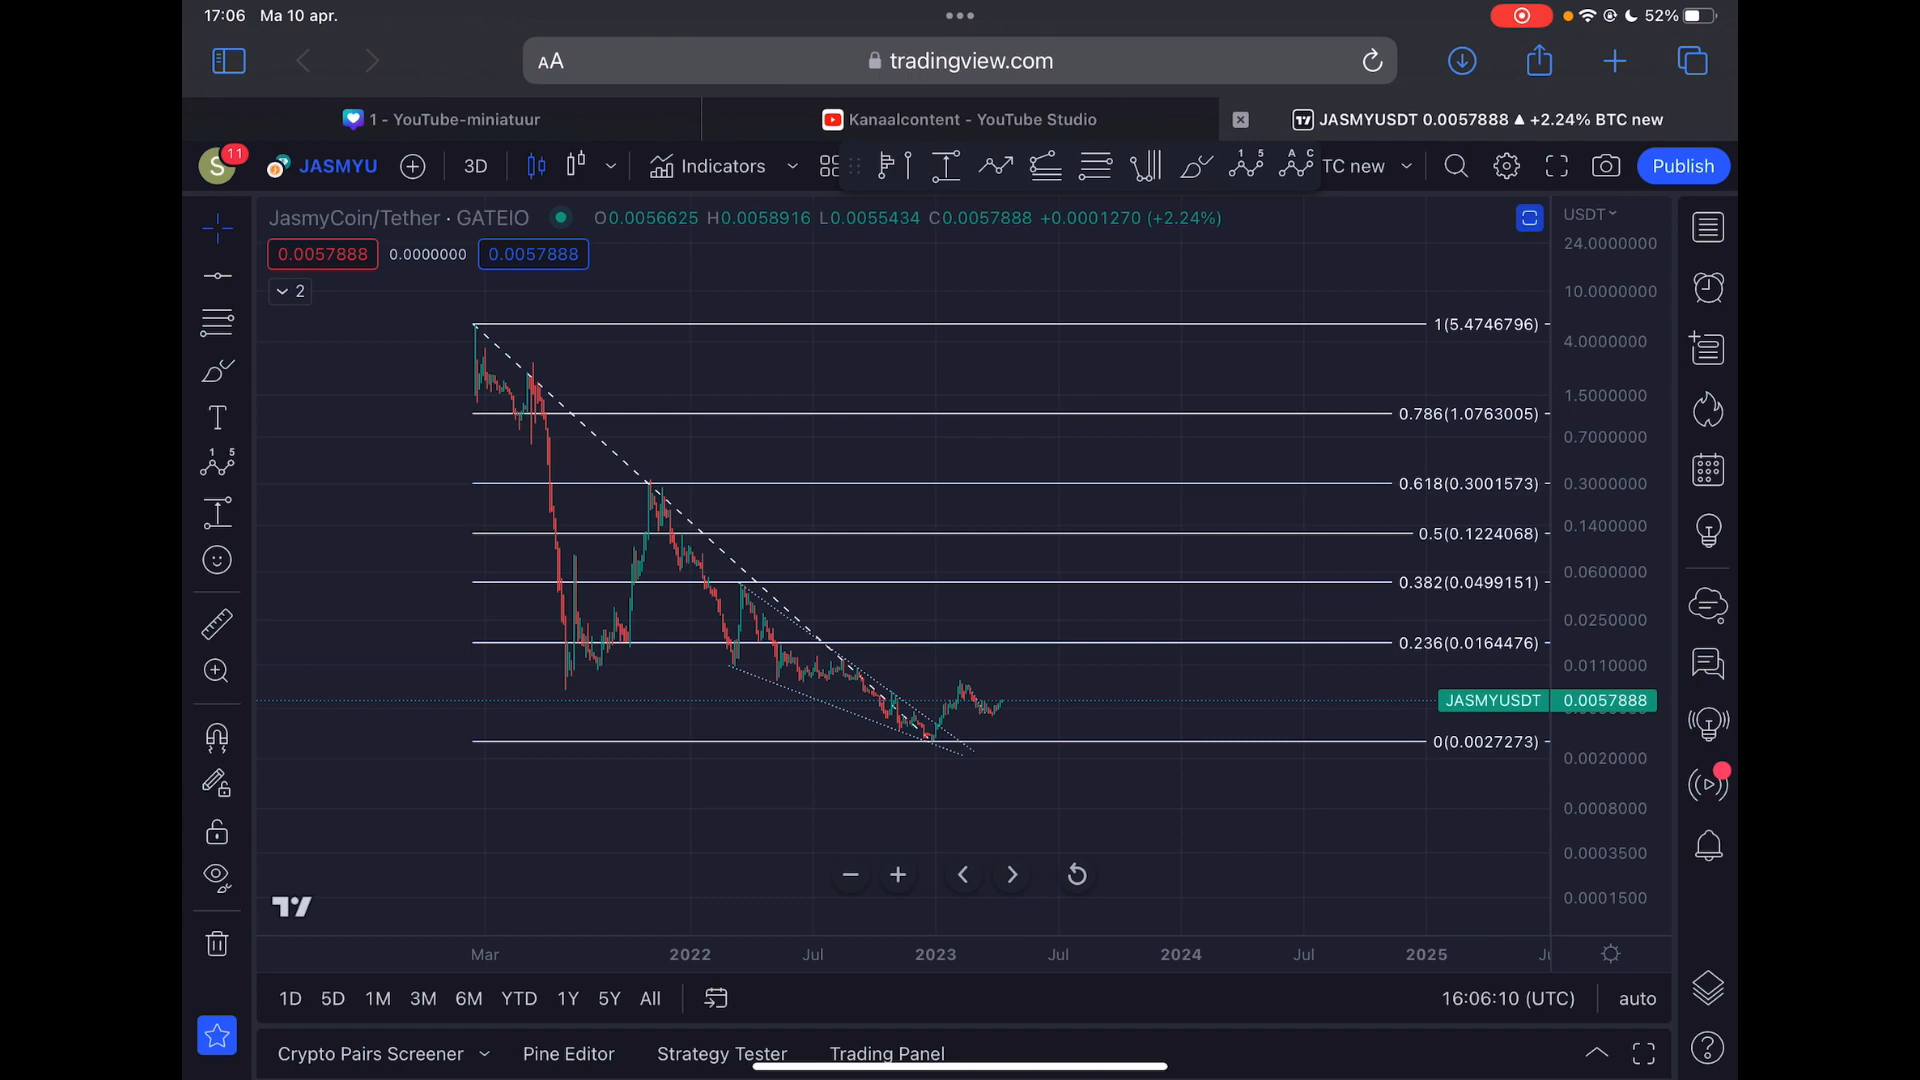 17:06 Ma 10 apr.
52%
AA
tradingview.com
1 - YouTube-miniatuur
Kanaalcontent - YouTube Studio
JASMYUSDT 0.0057888 ▲ +2.24% BTC new
S
11
JASMYU
3D
Indicators
1 5
A C
TC new
Publish
JasmyCoin/Tether · GATEIO
O0.0056625 H0.0058916 L0.0055434 C0.0057888 +0.0001270 (+2.24%)
USDT
0.0057888
0.0000000
0.0057888
2
24.0000000
10.0000000
1(5.4746796)
4.0000000
1.5000000
0.786(1.0763005)
0.7000000
0.618(0.3001573)
0.3000000
0.5(0.1224068)
0.1400000
0.382(0.0499151)
0.0600000
0.0250000
0.236(0.0164476)
0.0110000
JASMYUSDT 0.0057888
0(0.0027273)
0.0020000
0.0008000
0.0003500
0.0001500
T
1 5
Mar 2022 Jul 2023 Jul 2024 Jul 2025
1D 5D 1M 3M 6M YTD 1Y 5Y All
16:06:10 (UTC)
auto
Crypto Pairs Screener
Pine Editor
Strategy Tester
Trading Panel